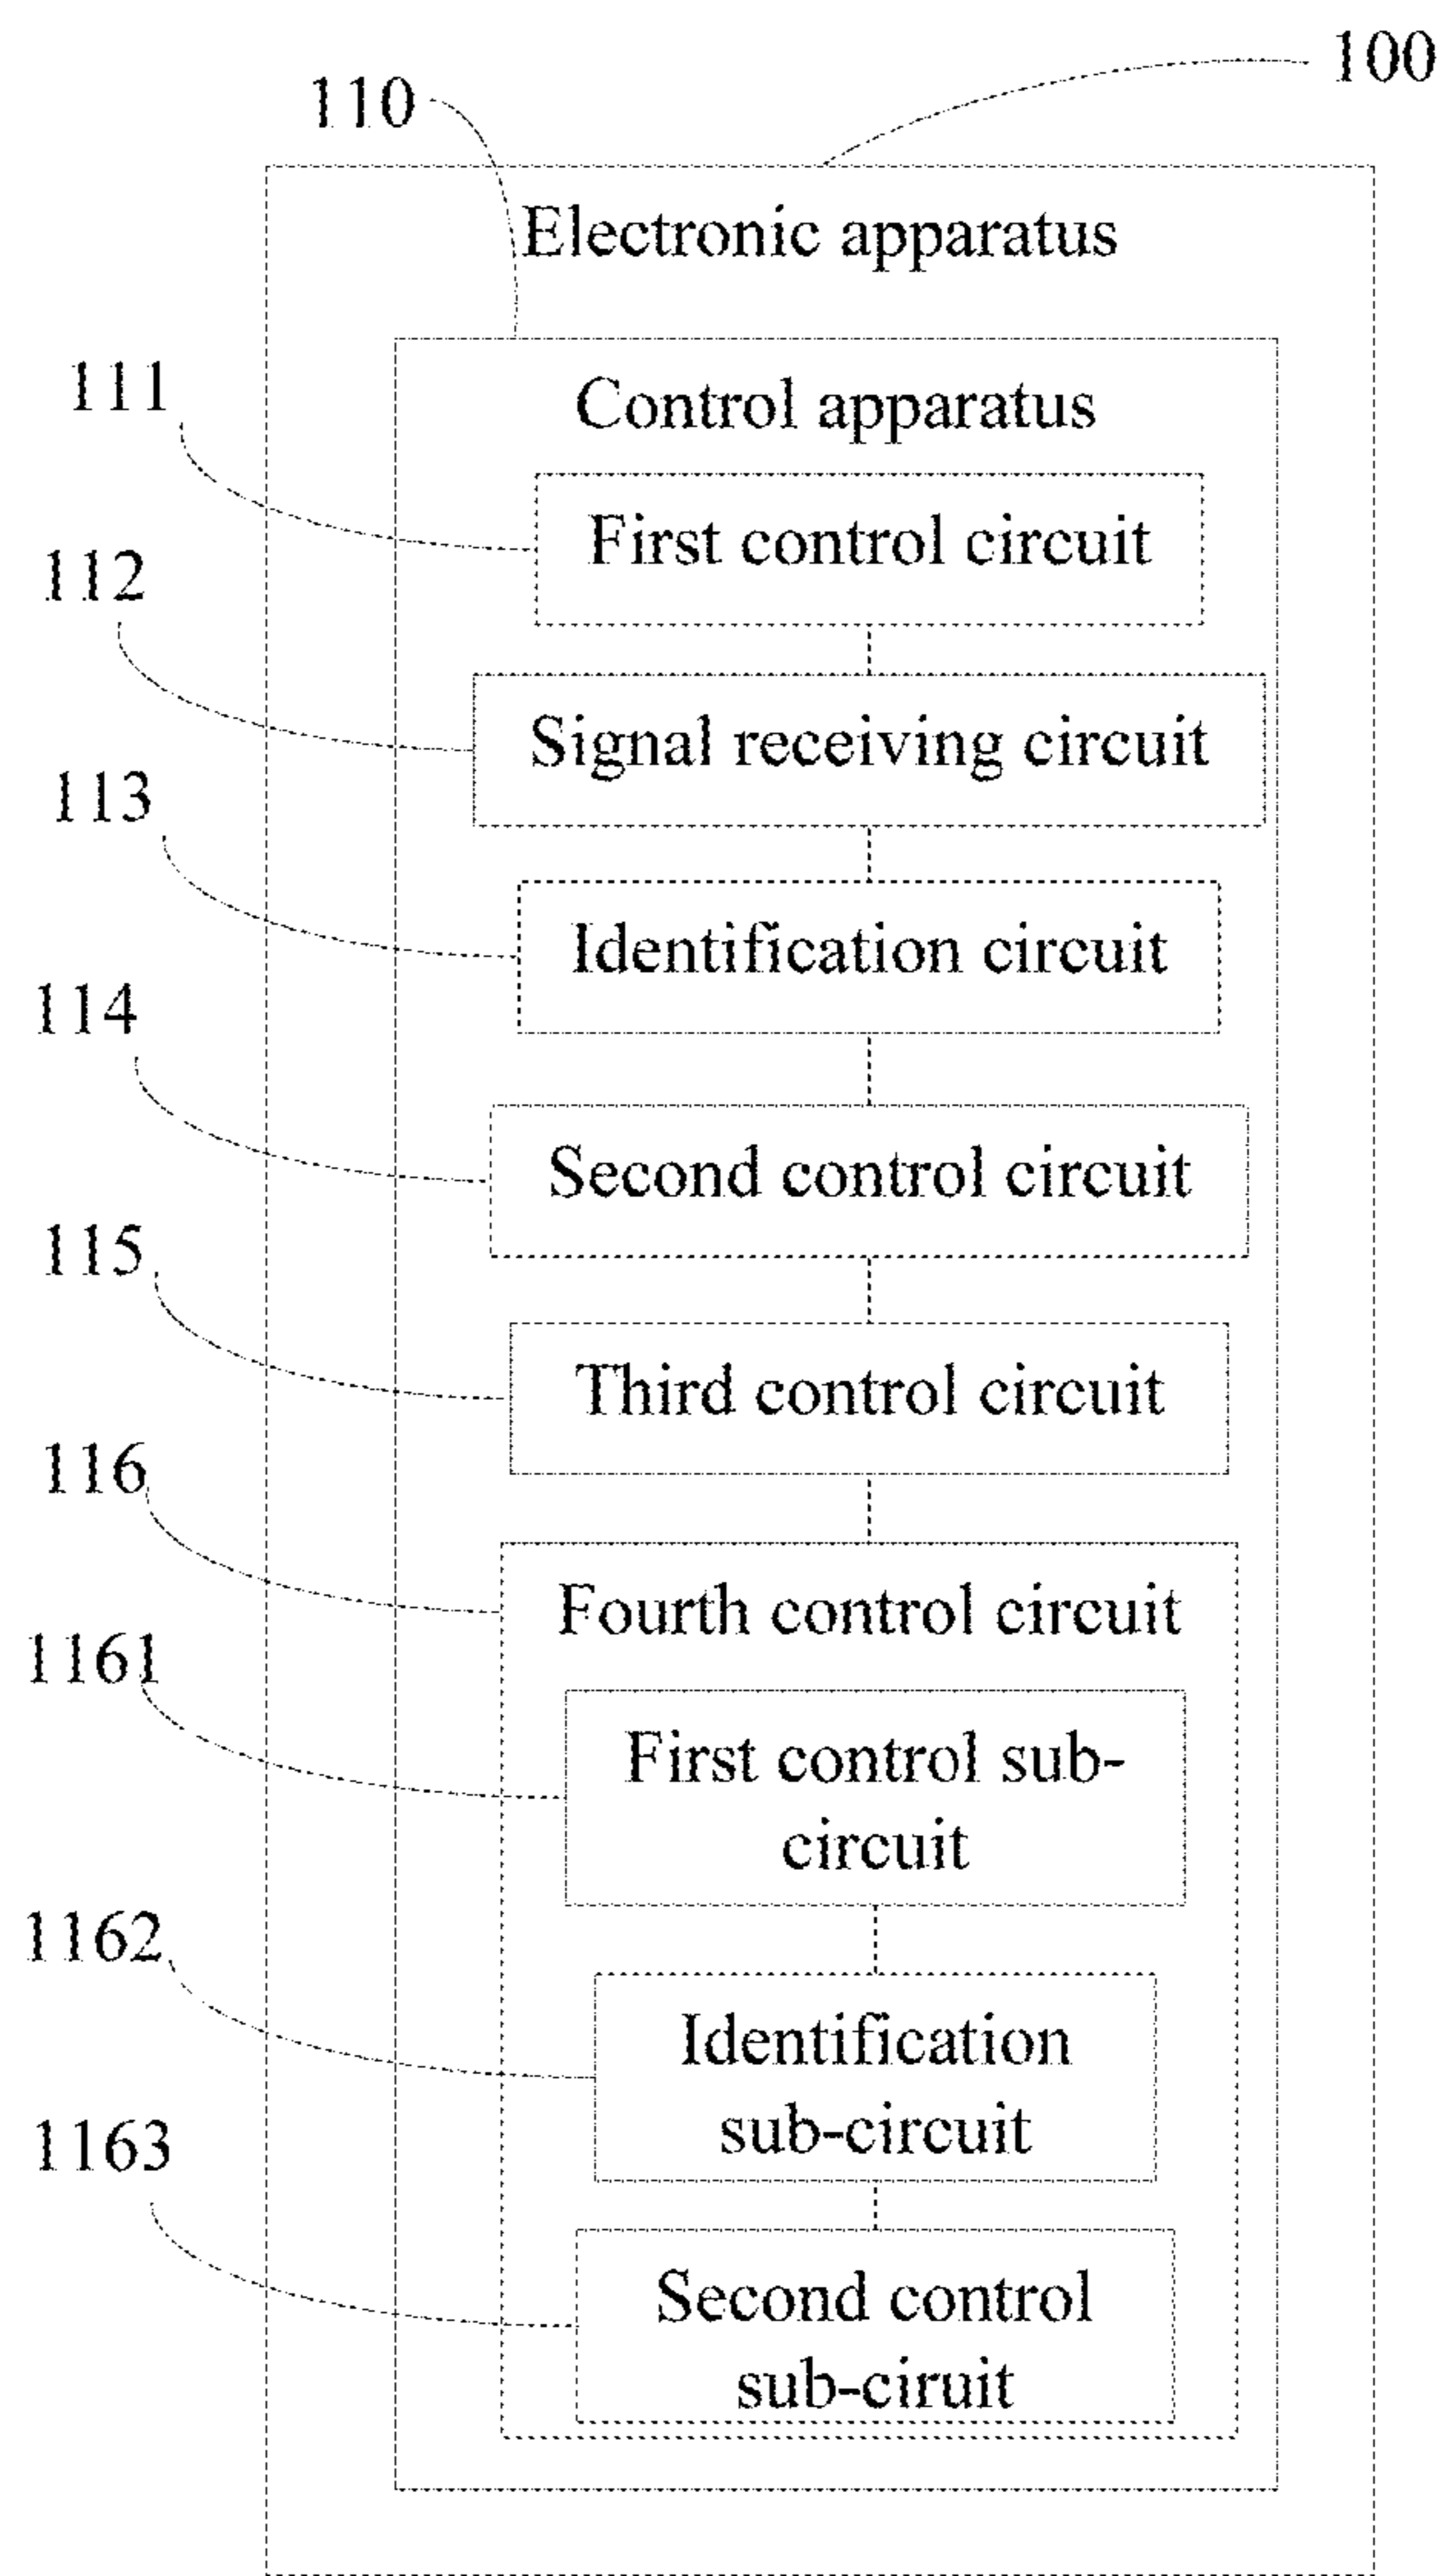 100
110
Electronic apparatus
111
Control apparatus
First control circuit
112
Signal receiving circuit
113
Identification circuit
114
Second control circuit
115
Third control circuit
116
Fourth control circuit
1161
First control sub-
circuit
1162
Identification
sub-circuit
1163
Second control
sub-ciruit